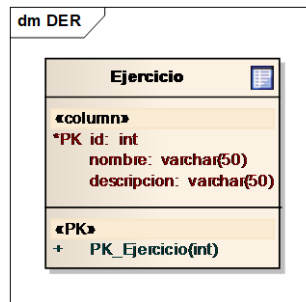 dm DER
Ejercicio
«column»
*PK id: int
nombre: varchar(50)
descripcion: varchar(50)
«PK»
+ PK_Ejercicio(int)